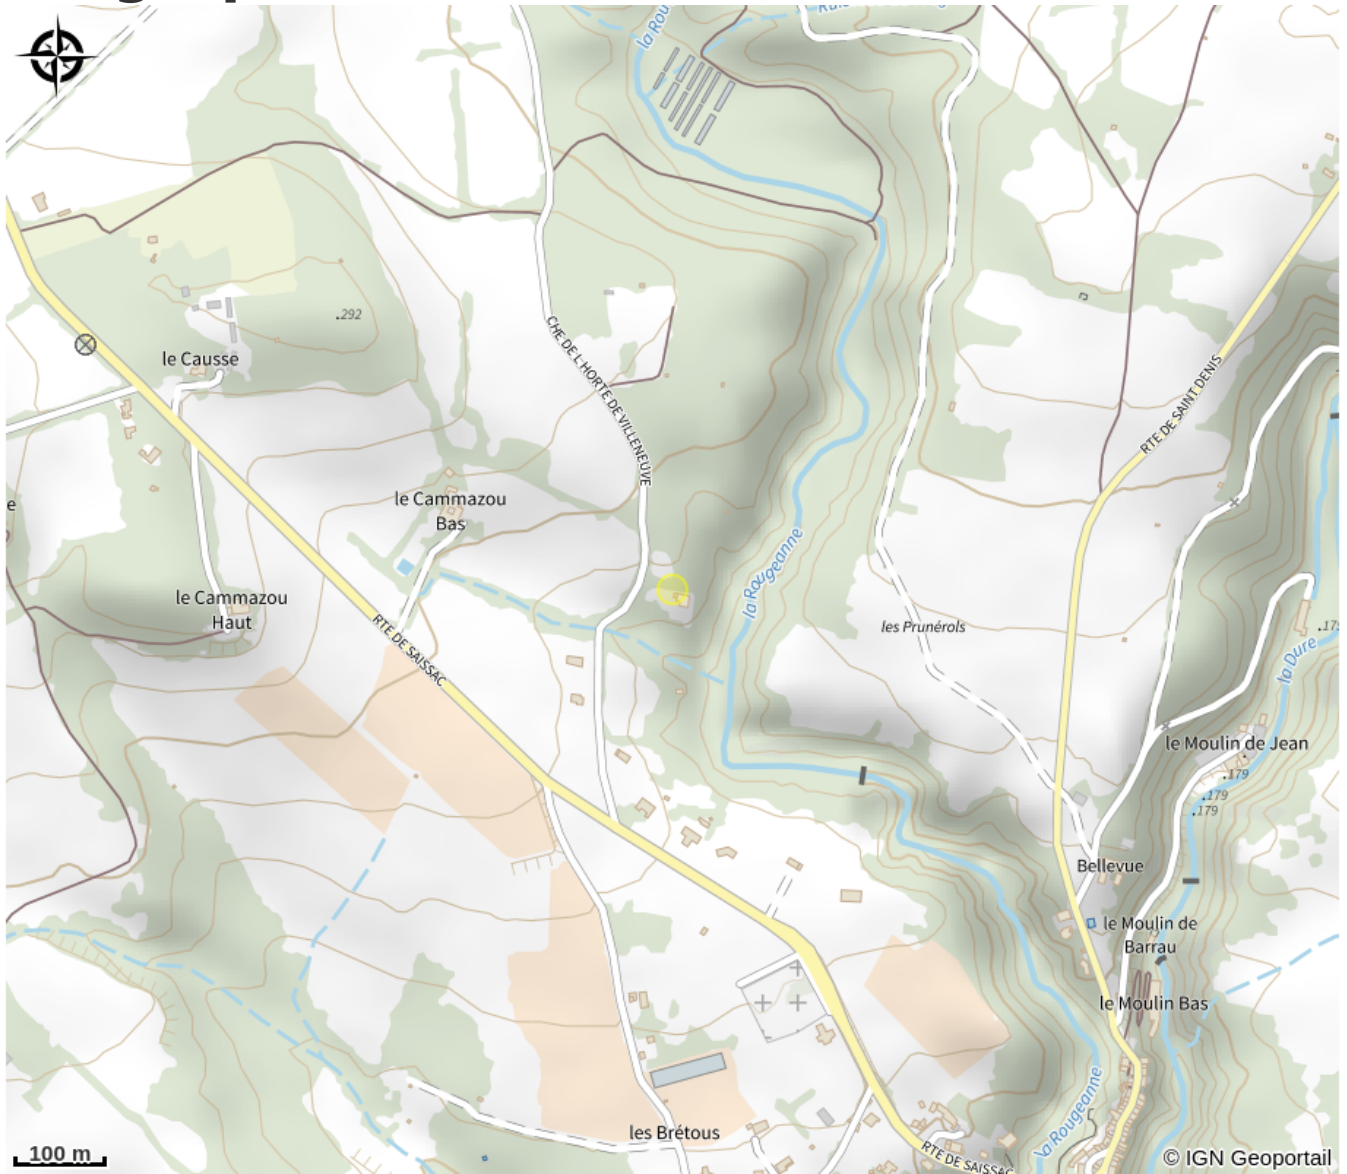 la Rou
.292
le Causse
CHE DE L HORTE DE VILLENEUVE
RTE DE SAINT DENIS
le Cammazou
Bas
e
la Rougeanne
le Cammazou
Haut
RTE DE SAISSAC
les Prunérols
la Dure
le Moulin de Jean
.179
.179
.179
Bellevue
le Moulin de
Barrau
le Moulin Bas
la Rougeanne
les Brétous
RTE DE SAISSAC
100 m
© IGN Geoportail